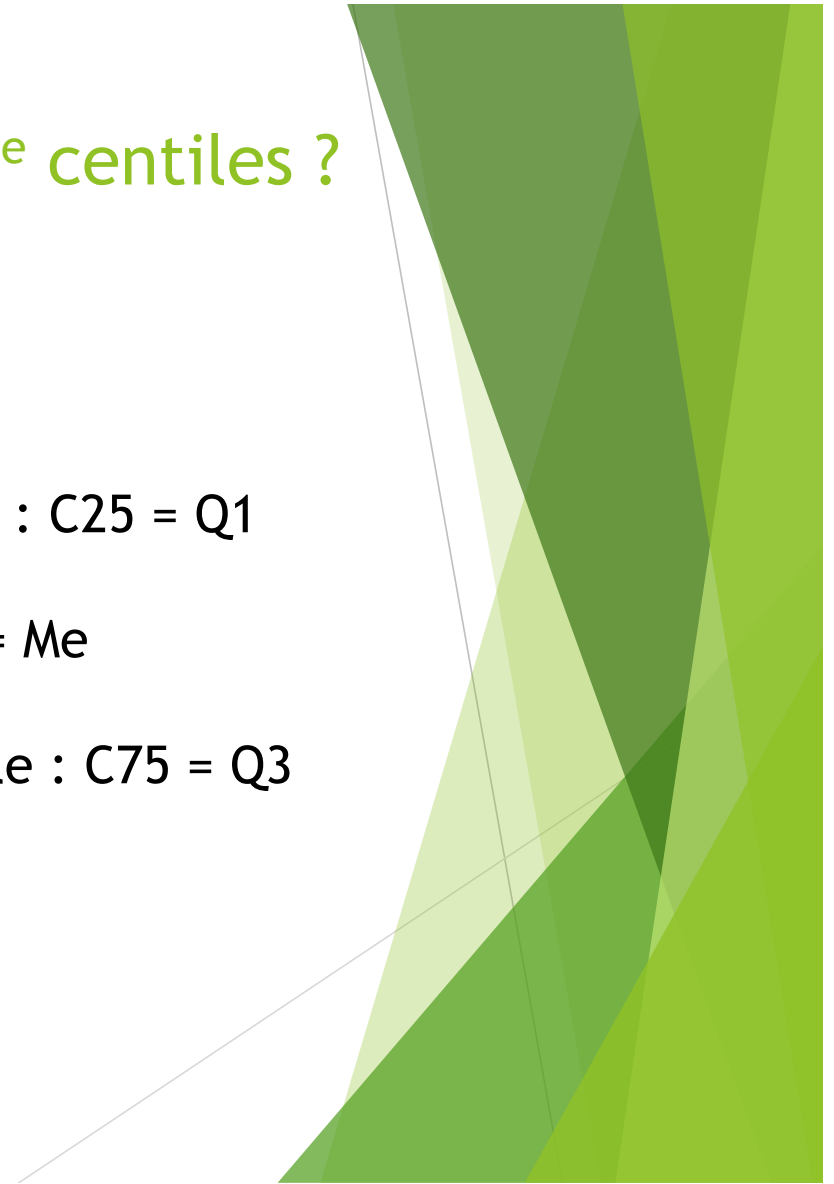 e centiles ?
: C25 = Q1
= Me
le : C75 = Q3